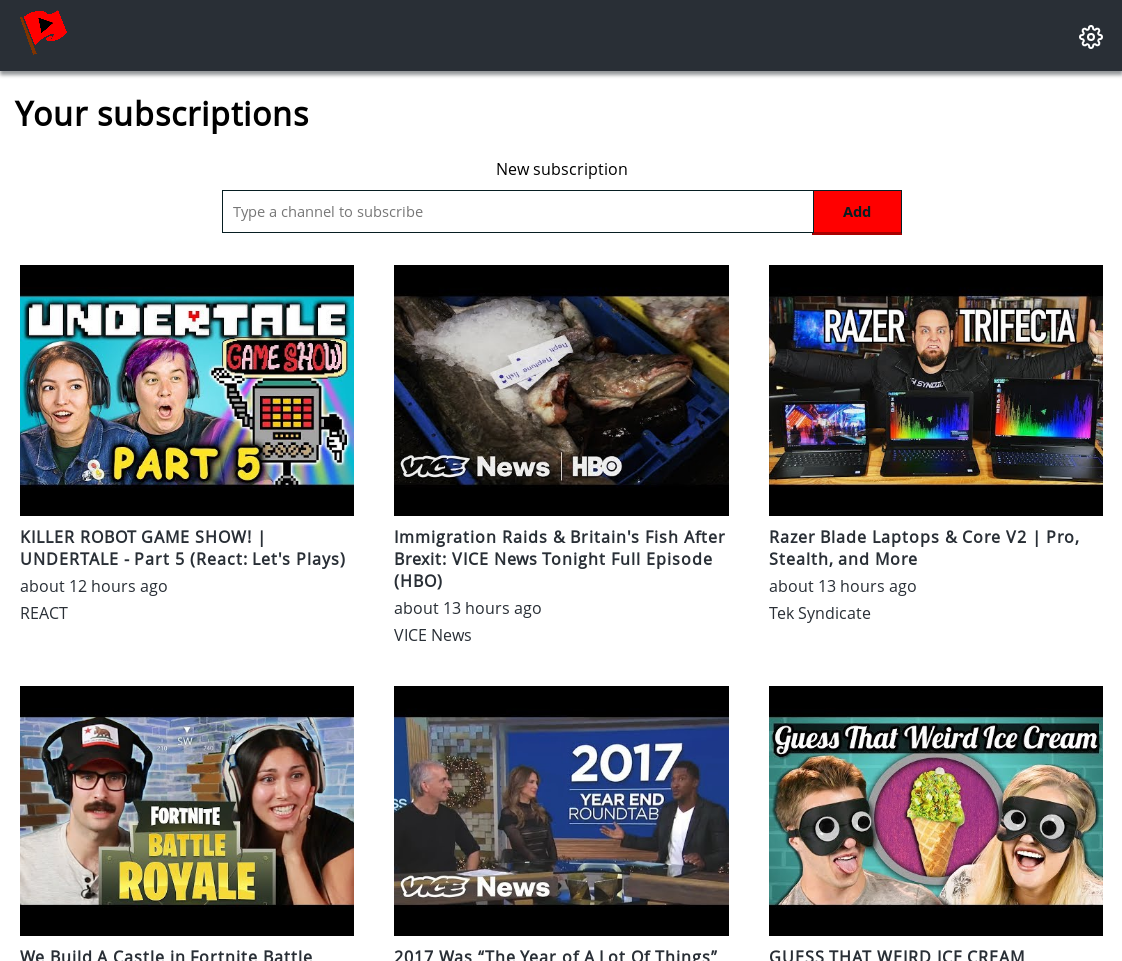 Your subscriptions
New subscription
Type a channel to subscribe
Add
UNDERTALE
GAME SHOW
PART 5
VICE News | HBO
RAZER TRIFECTA
KILLER ROBOT GAME SHOW! |
UNDERTALE - Part 5 (React: Let's Plays)
about 12 hours ago
REACT
Immigration Raids & Britain's Fish After
Brexit: VICE News Tonight Full Episode
(HBO)
about 13 hours ago
VICE News
Razer Blade Laptops & Core V2 | Pro,
Stealth, and More
about 13 hours ago
Tek Syndicate
SW
FORTNITE
BATTLE
ROYALE
2017
YEAR END
ROUNDTAB
VICE News
Guess That Weird Ice Cream
We Build A Castle in Fortnite Battle
2017 Was “The Year of A Lot Of Things”
GUESS THAT WEIRD ICE CREAM